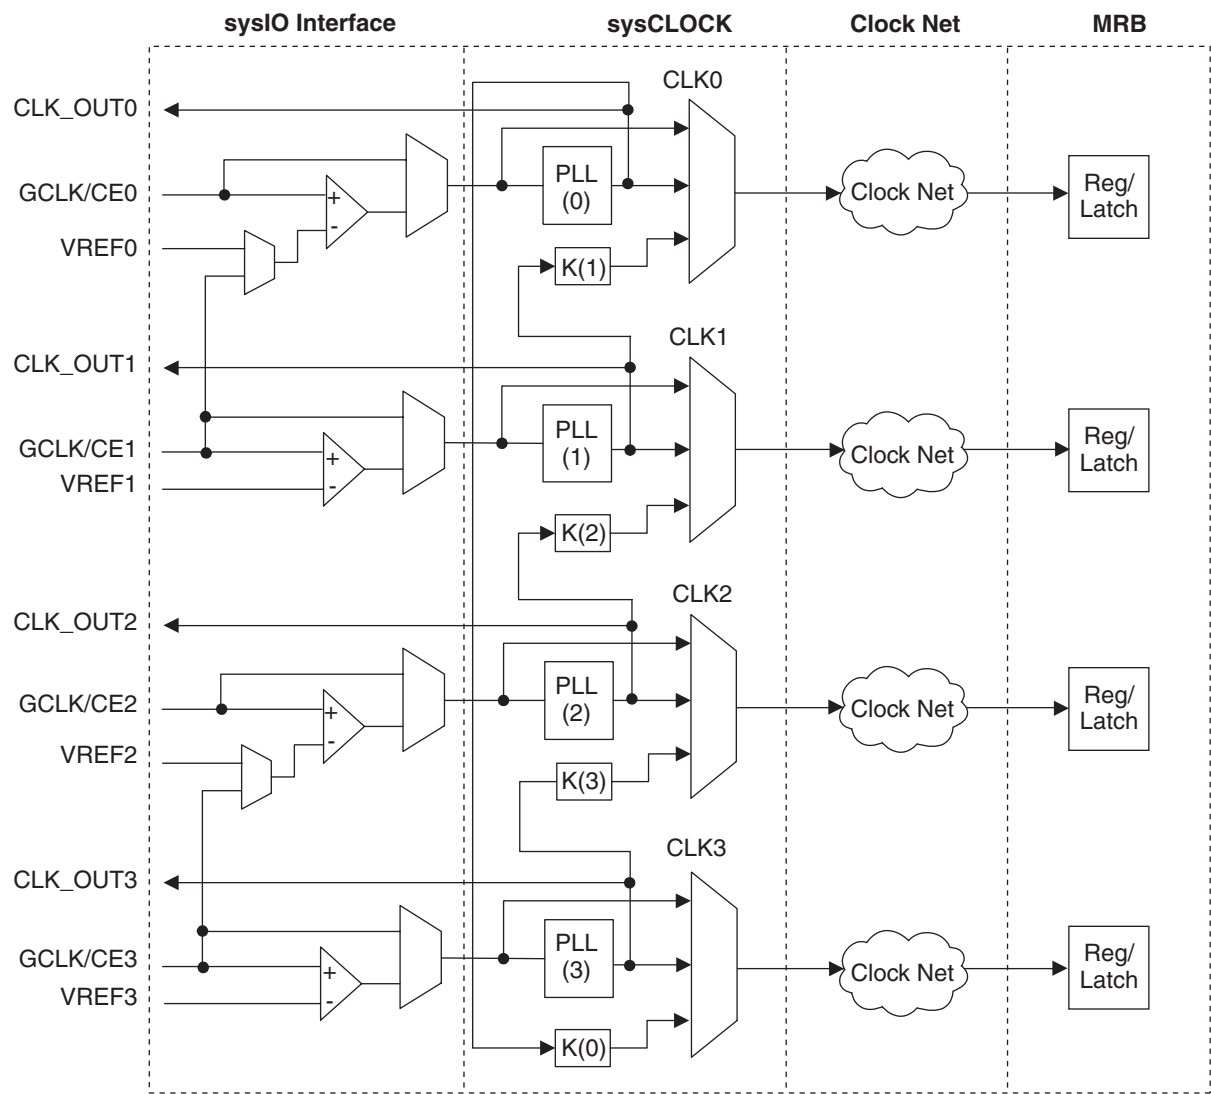 sysIO Interface
sysCLOCK
Clock Net
MRB
CLK0
CLK_OUT0
GCLK/CE0
+
-
VREF0
PLL
(0)
K(1)
Clock Net
Reg/
Latch
CLK1
CLK_OUT1
GCLK/CE1
+
-
VREF1
PLL
(1)
K(2)
Clock Net
Reg/
Latch
CLK2
CLK_OUT2
GCLK/CE2
+
-
VREF2
PLL
(2)
K(3)
Clock Net
Reg/
Latch
CLK3
CLK_OUT3
GCLK/CE3
+
-
VREF3
PLL
(3)
K(0)
Clock Net
Reg/
Latch